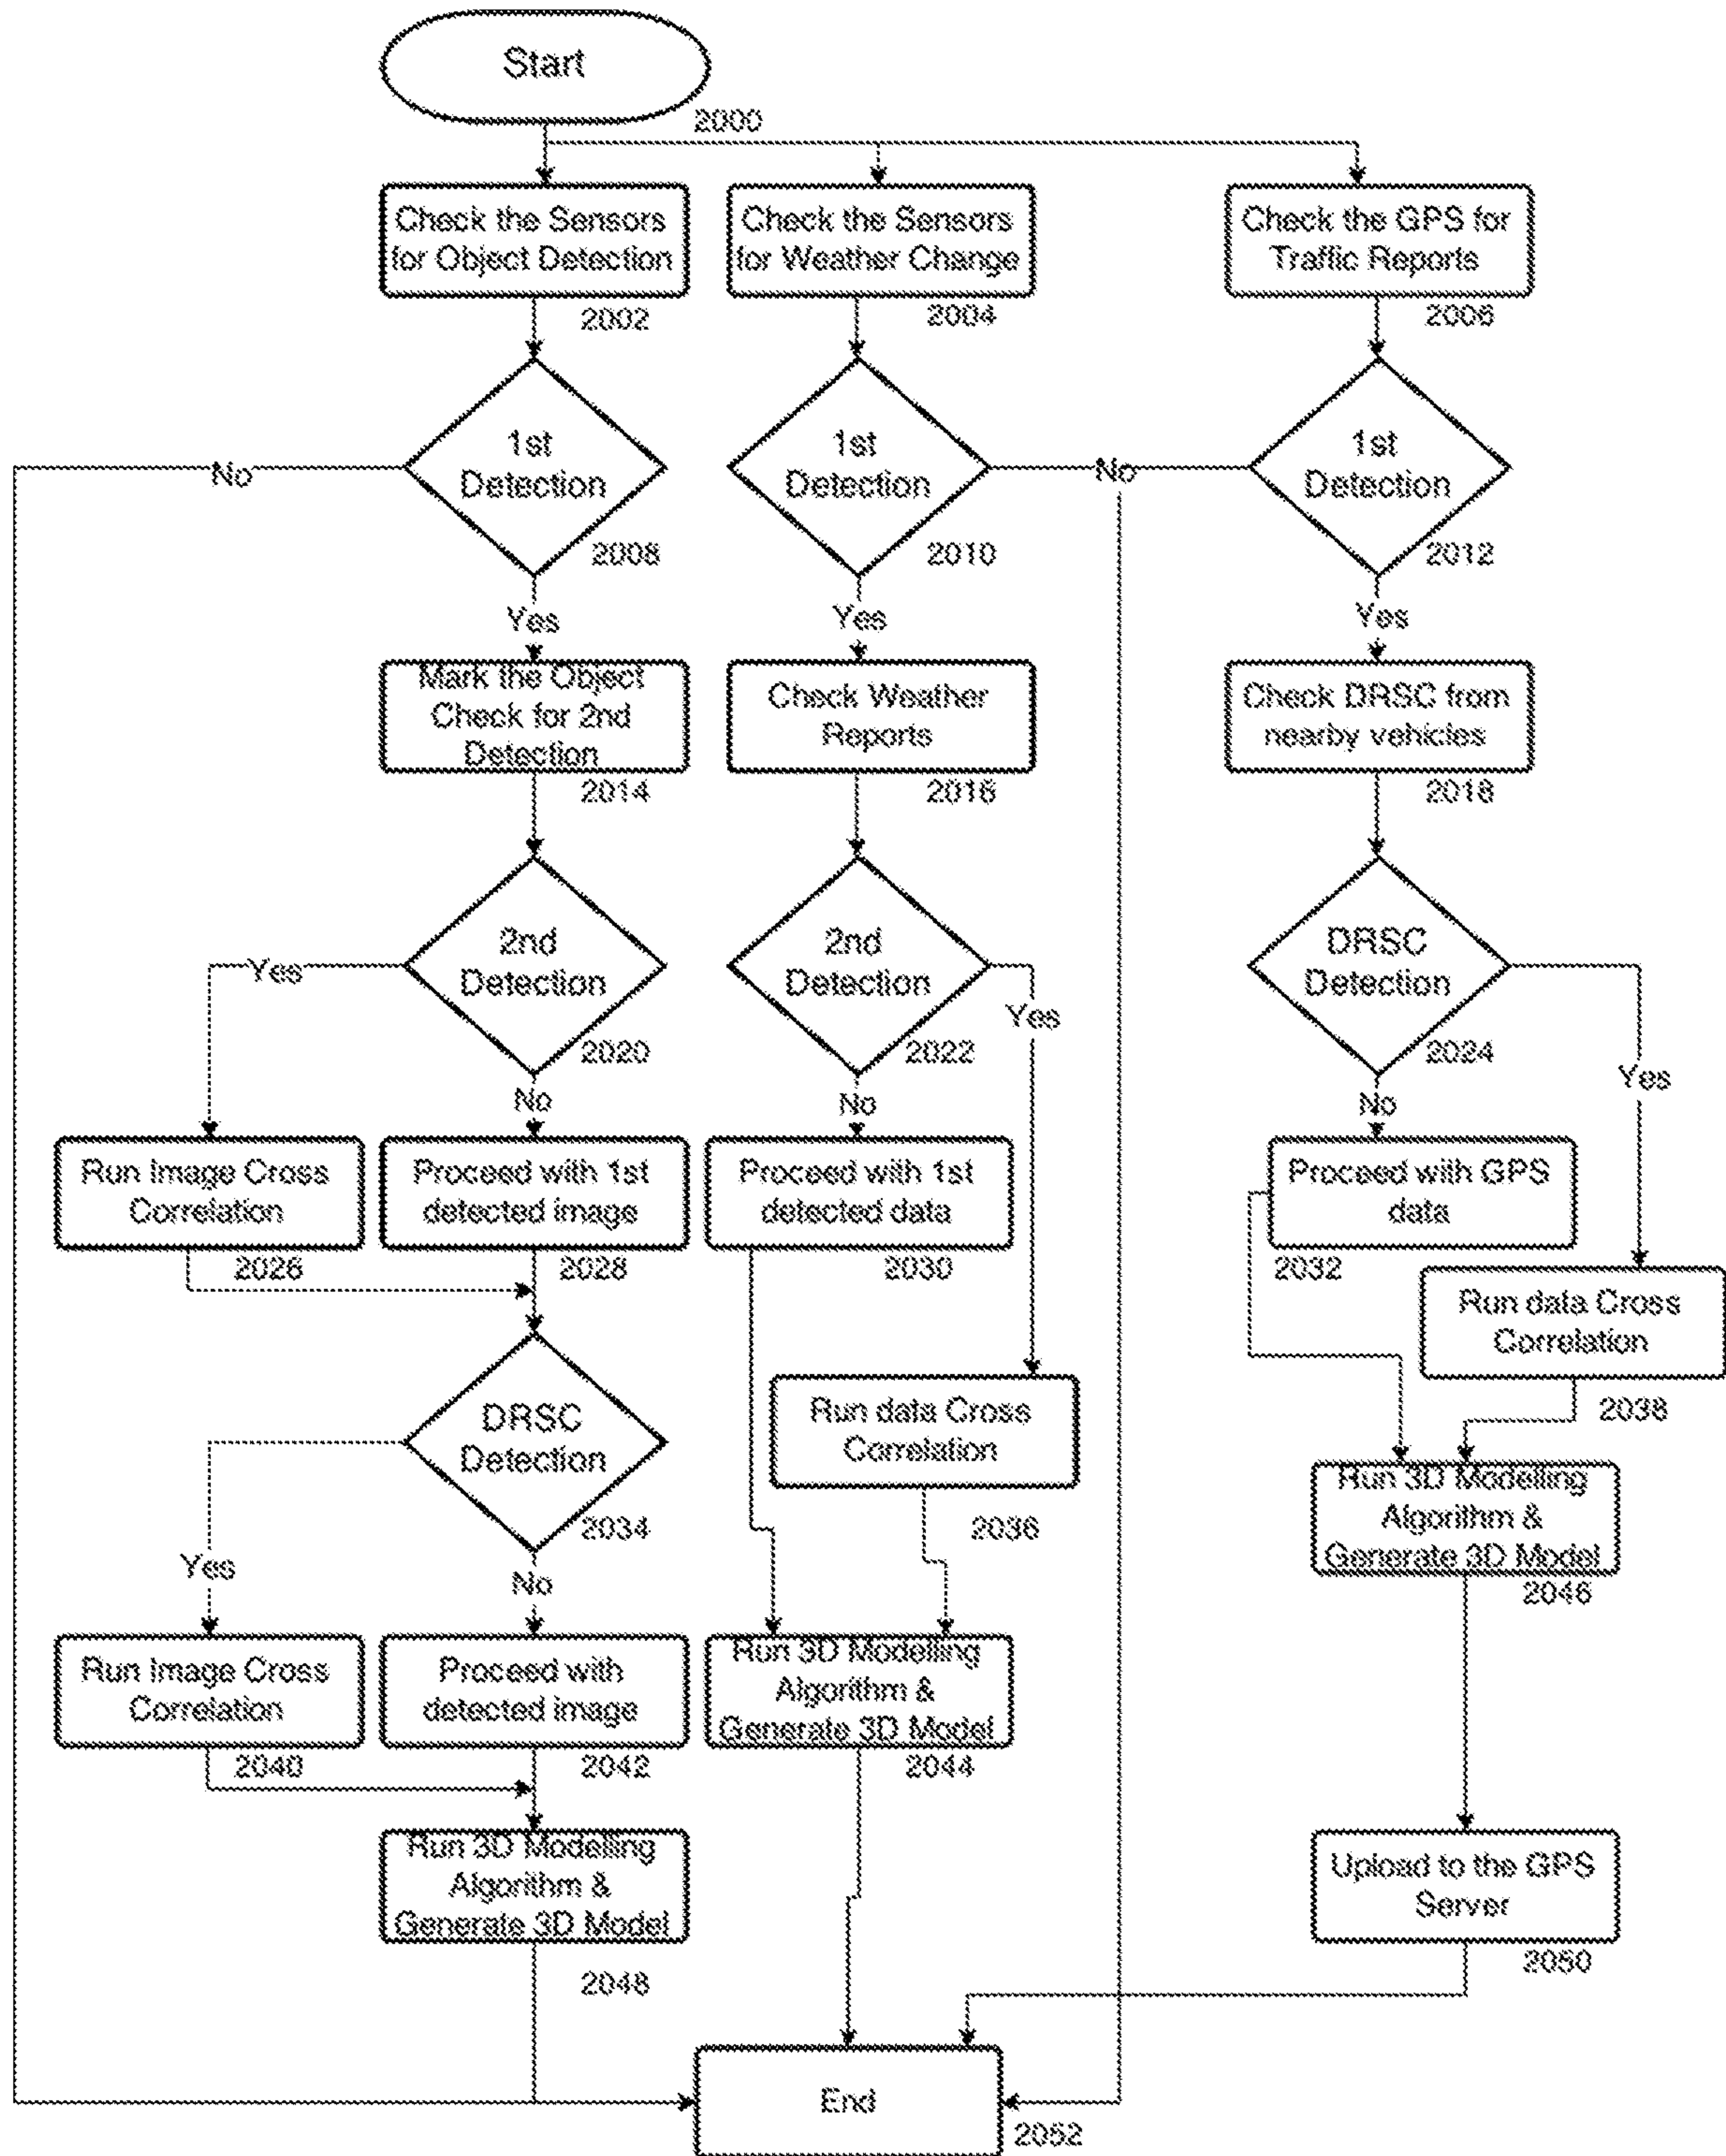 Start
2000
Check the Sensors
for Object Detection
2002
Check the Sensors
for Weather Change
2004
Check the GPS for
Traffic Reports
2006
1st
Detection
2008
No
1st
Detection
2010
No
1st
Detection
2012
Yes
Yes
Yes
Mark the Object
Check for 2nd
Detection
2014
Check Weather
Reports
2016
Check DRSC from
nearby vehicles
2018
2nd
Detection
2020
Yes
2nd
Detection
2022
Yes
DRSC
Detection
2024
Yes
No
No
No
Run Image Cross
Correlation
2026
Proceed with 1st
detected image
2028
Proceed with 1st
detected data
2030
Proceed with GPS
data
2032
Run data Cross
Correlation
2038
DRSC
Detection
2034
Run data Cross
Correlation
2036
Run 3D Modelling
Algorithm &
Generate 3D Model
2046
Yes
No
Run Image Cross
Correlation
2040
Proceed with
detected image
2042
Run 3D Modelling
Algorithm &
Generate 3D Model
2044
Run 3D Modelling
Algorithm &
Generate 3D Model
2048
Upload to the GPS
Server
2050
End
2052